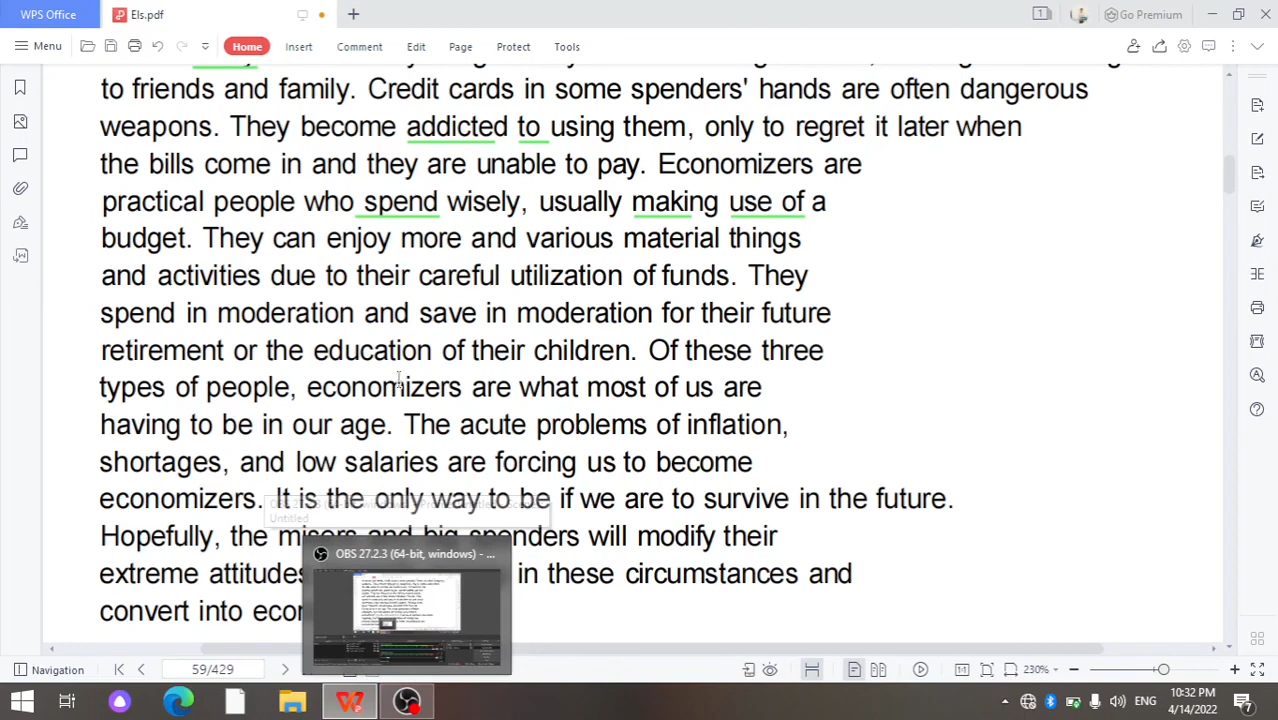 WPS Office
Els.pdf
Go Premium
Menu
Home Insert Comment Edit Page Protect Tools
to friends and family. Credit cards in some spenders' hands are often dangerous
weapons. They become addicted to using them, only to regret it later when
the bills come in and they are unable to pay. Economizers are
practical people who spend wisely, usually making use of a
budget. They can enjoy more and various material things
and activities due to their careful utilization of funds. They
spend in moderation and save in moderation for their future
retirement or the education of their children. Of these three
types of people, economizers are what most of us are
having to be in our age. The acute problems of inflation,
shortages, and low salaries are forcing us to become
economizers. It is the only way to be if we are to survive in the future.
Untitled
Hopefully, the misers and big spenders will modify their
OBS 27.2.3 (64-bit, windows) - ...
extreme attitudes in these circumstances and
convert into econ
Navigation
59/429
230%
ENG
10:32 PM
4/14/2022
7